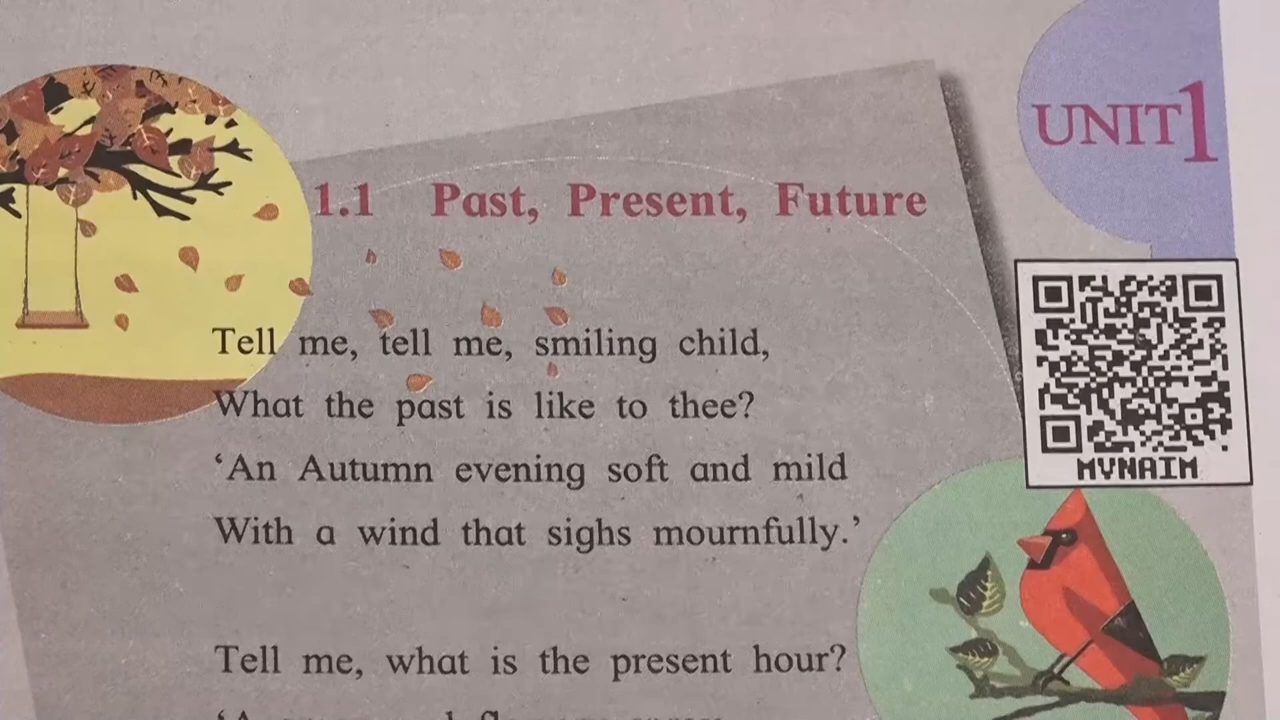 UNIT1
1.1 Past, Present, Future
Tell me, tell me, smiling child,
What the past is like to thee?
‘An Autumn evening soft and mild
With a wind that sighs mournfully.’
Tell me, what is the present hour?
MVNAIM